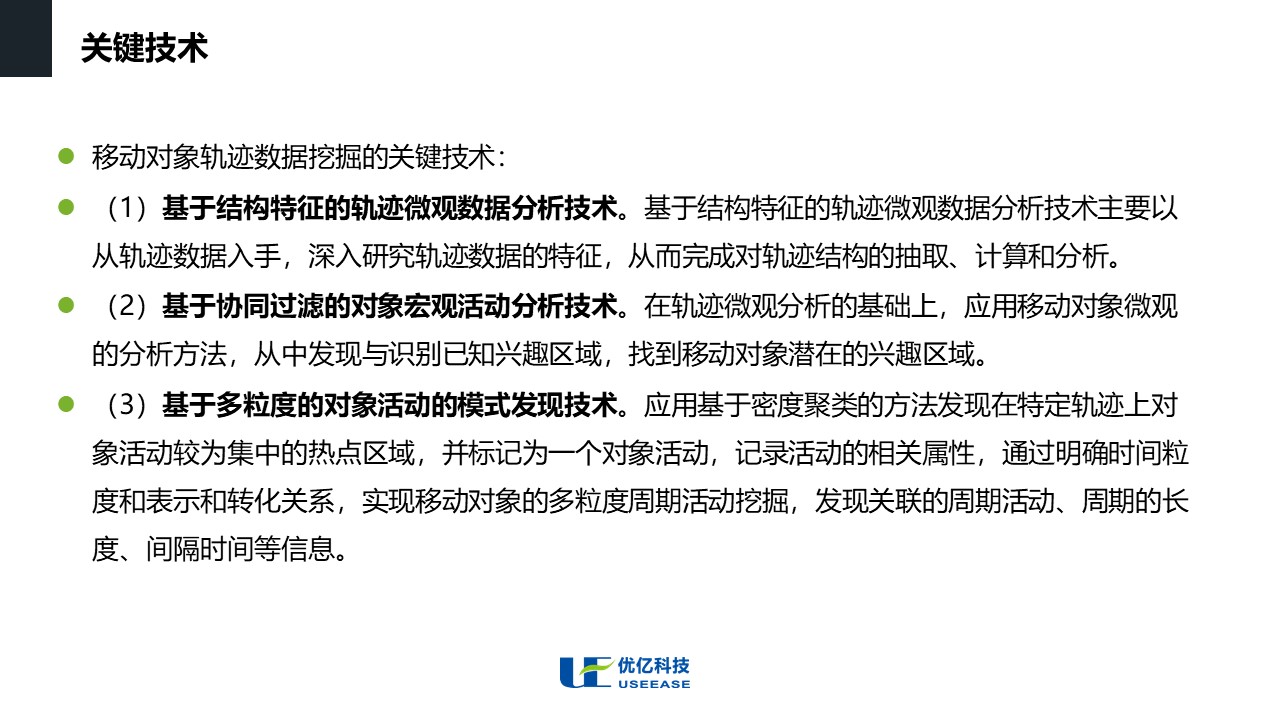 关键技术
移动对象轨迹数据挖掘的关键技术：
（1）基于结构特征的轨迹微观数据分析技术。基于结构特征的轨迹微观数据分析技术主要以
从轨迹数据入手，深入研究轨迹数据的特征，从而完成对轨迹结构的抽取、计算和分析。
（2）基于协同过滤的对象宏观活动分析技术。在轨迹微观分析的基础上，应用移动对象微观
的分析方法，从中发现与识别已知兴趣区域，找到移动对象潜在的兴趣区域。
（3）基于多粒度的对象活动的模式发现技术。应用基于密度聚类的方法发现在特定轨迹上对
象活动较为集中的热点区域，并标记为一个对象活动，记录活动的相关属性，通过明确时间粒
度和表示和转化关系，实现移动对象的多粒度周期活动挖掘，发现关联的周期活动、周期的长
度、间隔时间等信息。
UE 优亿科技
USEEASE